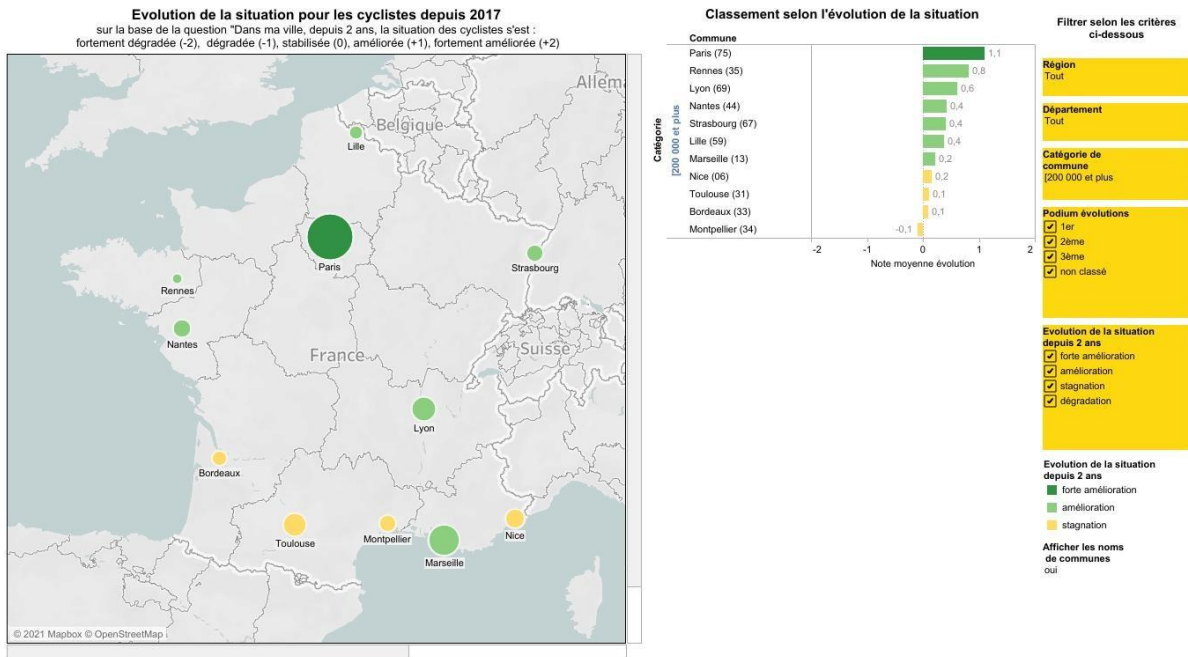 Evolution de la situation pour les cyclistes depuis 2017
sur la base de la question "Dans ma ville, depuis 2 ans, la situation des cyclistes s'est :
fortement dégradée (-2), dégradée (-1), stabilisée (0), améliorée (+1), fortement améliorée (+2)
Allem
Belgique
Lille
Paris
Strasbourg
Rennes
Nantes
France
Suisse
Lyon
Bordeaux
Toulouse
Montpellier
Nice
Marseille
© 2021 Mapbox © OpenStreetMap
Classement selon l'évolution de la situation
Commune
Catégorie
[200 000 et plus
Paris (75) 1,1
Rennes (35) 0,8
Lyon (69) 0,6
Nantes (44) 0,4
Strasbourg (67) 0,4
Lille (59) 0,4
Marseille (13) 0,2
Nice (06) 0,2
Toulouse (31) 0,1
Bordeaux (33) 0,1
Montpellier (34) -0,1
-2 -1 0 1 2
Note moyenne évolution
Filtrer selon les critères
ci-dessous
Région
Tout
Département
Tout
Catégorie de
commune
[200 000 et plus
Podium évolutions
1er
2ème
3ème
non classé
Evolution de la situation
depuis 2 ans
forte amélioration
amélioration
stagnation
dégradation
Evolution de la situation
depuis 2 ans
forte amélioration
amélioration
stagnation
Afficher les noms
de communes
oui